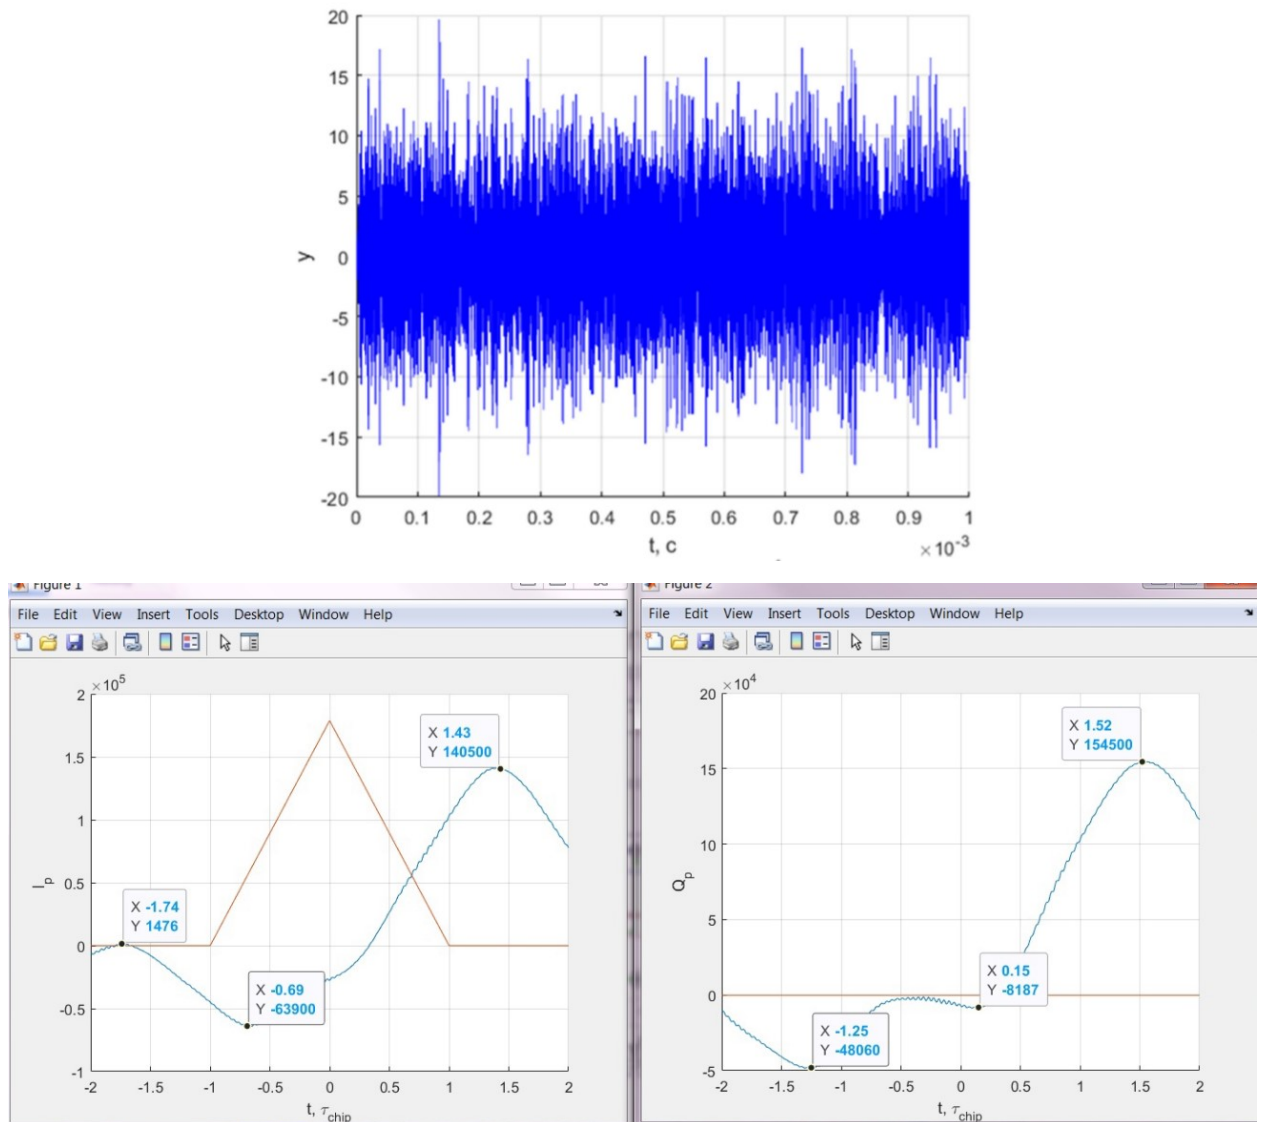 20
15
10
5
0
-5
-10
-15
-20
y
0 0.1 0.2 0.3 0.4 0.5 0.6 0.7 0.8 0.9 1
t, c
×10-3
Figure 1
File Edit View Insert Tools Desktop Window Help
×10^5
2
1.5
1
0.5
0
-0.5
-1
Ip
X 1.43
Y 140500
X -1.74
Y 1476
X -0.69
Y -63900
-2 -1.5 -1 -0.5 0 0.5 1 1.5 2
t, τchip
Figure 2
File Edit View Insert Tools Desktop Window Help
×10^4
20
15
10
5
0
-5
Qp
X 1.52
Y 154500
X 0.15
Y -8187
X -1.25
Y -48060
-2 -1.5 -1 -0.5 0 0.5 1 1.5 2
t, τchip